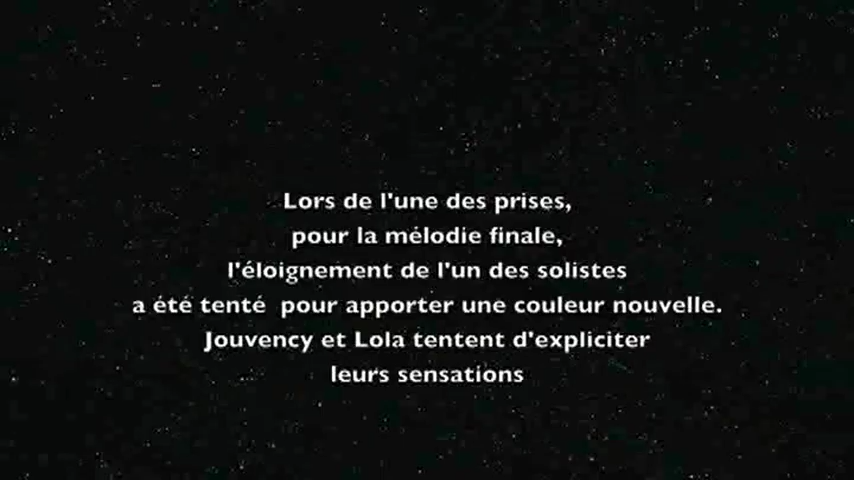 Lors de l'une des prises,
pour la mélodie finale,
l'éloignement de l'un des solistes
a été tenté  pour apporter une couleur nouvelle.
Jouvency et Lola tentent d'expliciter
leurs sensations